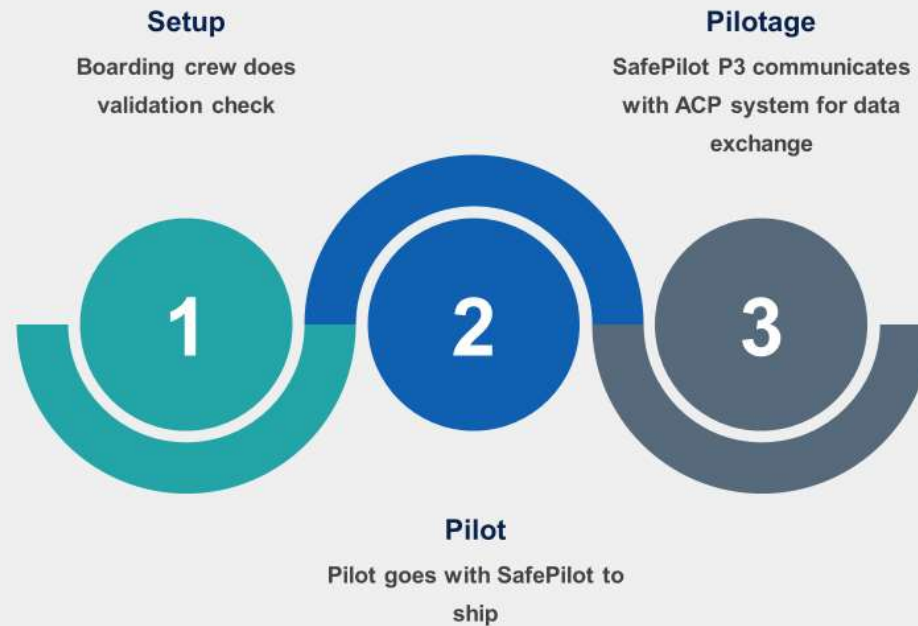 Setup
Boarding crew does
validation check
Pilotage
SafePilot P3 communicates
with ACP system for data
exchange
1
2
3
Pilot
Pilot goes with SafePilot to
ship